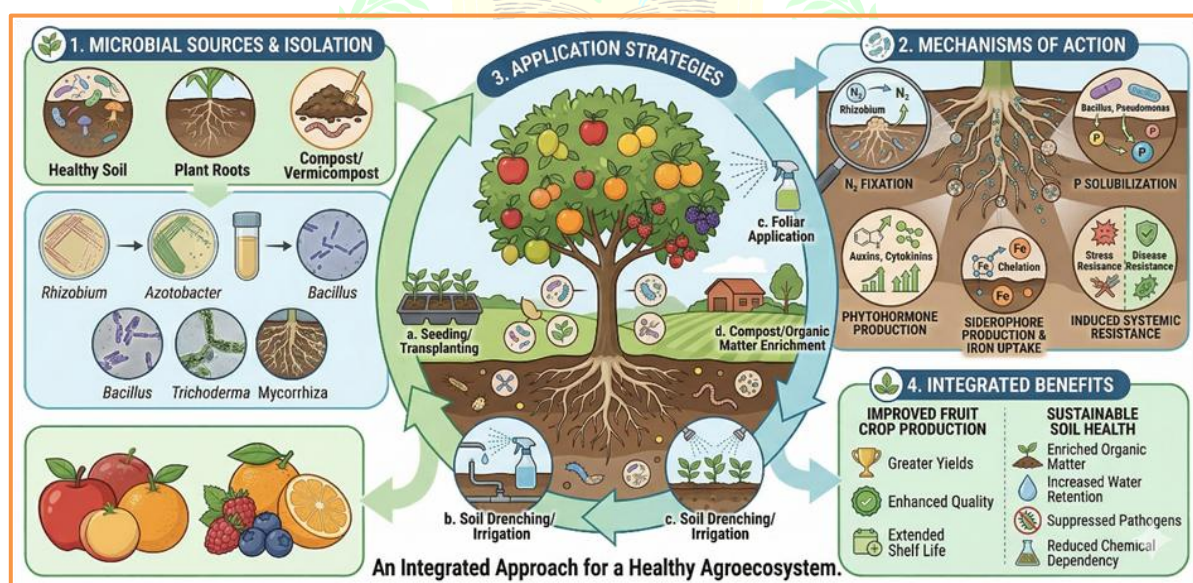 1. MICROBIAL SOURCES & ISOLATION
Healthy Soil
Plant Roots
Compost/
Vermicompost
Rhizobium
Azotobacter
Bacillus
Bacillus
Trichoderma
Mycorrhiza
3. APPLICATION STRATEGIES
a. Seeding/
Transplanting
c. Foliar
Application
d. Compost/Organic
Matter Enrichment
b. Soil Drenching/
Irrigation
c. Soil Drenching/
Irrigation
An Integrated Approach for a Healthy Agroecosystem.
2. MECHANISMS OF ACTION
N₂ → N₂
Rhizobium
N₂ FIXATION
Bacillus, Pseudomonas
P
P
P
P
P SOLUBILIZATION
Auxins, Cytokinins
PHYTOHORMONE
PRODUCTION
Fe
Fe
Chelation
Fe
SIDEROPHORE
PRODUCTION
& IRON UPTAKE
Stress
Resisance
Disease
Resistance
INDUCED SYSTEMIC
RESISTANCE
4. INTEGRATED BENEFITS
IMPROVED FRUIT
CROP PRODUCTION
Greater Yields
Enhanced Quality
Extended
Shelf Life
SUSTAINABLE
SOIL HEALTH
Enriched Organic
Matter
Increased Water
Retention
Suppressed Pathogens
Reduced Chemical
Dependency